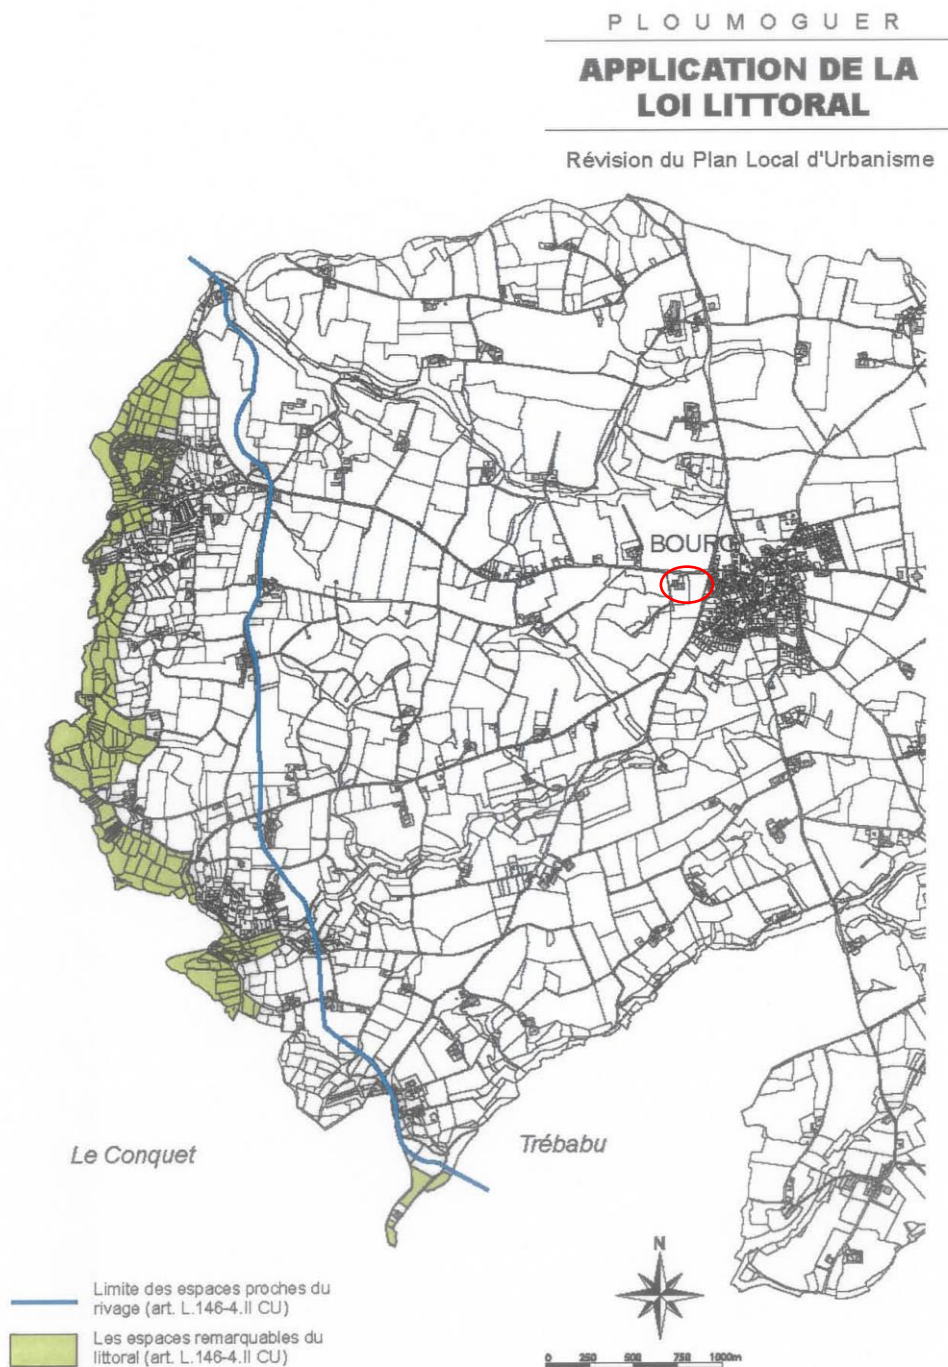 PLOUMOGUER
APPLICATION DE LA
LOI LITTORAL
Révision du Plan Local d'Urbanisme
BOURG
Le Conquet
Trébabu
Limite des espaces proches du
rivage (art. L.146-4.II CU)
Les espaces remarquables du
littoral (art. L.146-4.II CU)
N
0 250 500 750 1000m